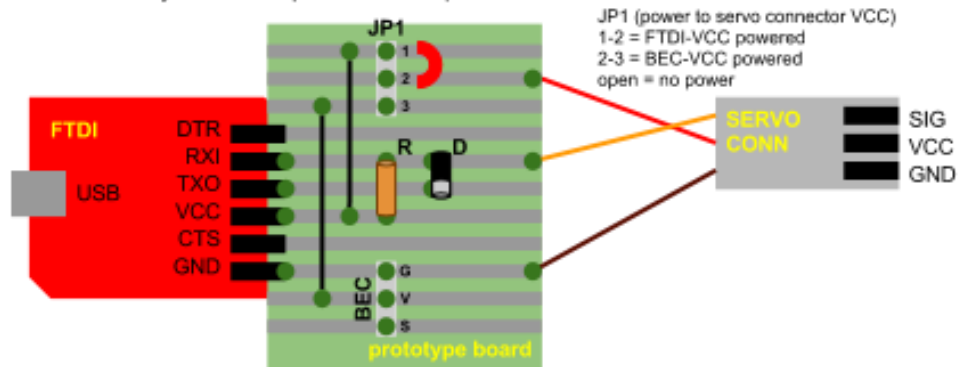 JP1 (power to servo connector VCC)
1-2 = FTDI-VCC powered
2-3 = BEC-VCC powered
open = no power
JP1
1
2
3
FTDI
DTR
RXI
TXO
VCC
CTS
GND
USB
R
D
SERVO
CONN
SIG
VCC
GND
BEC
G
V
S
prototype board